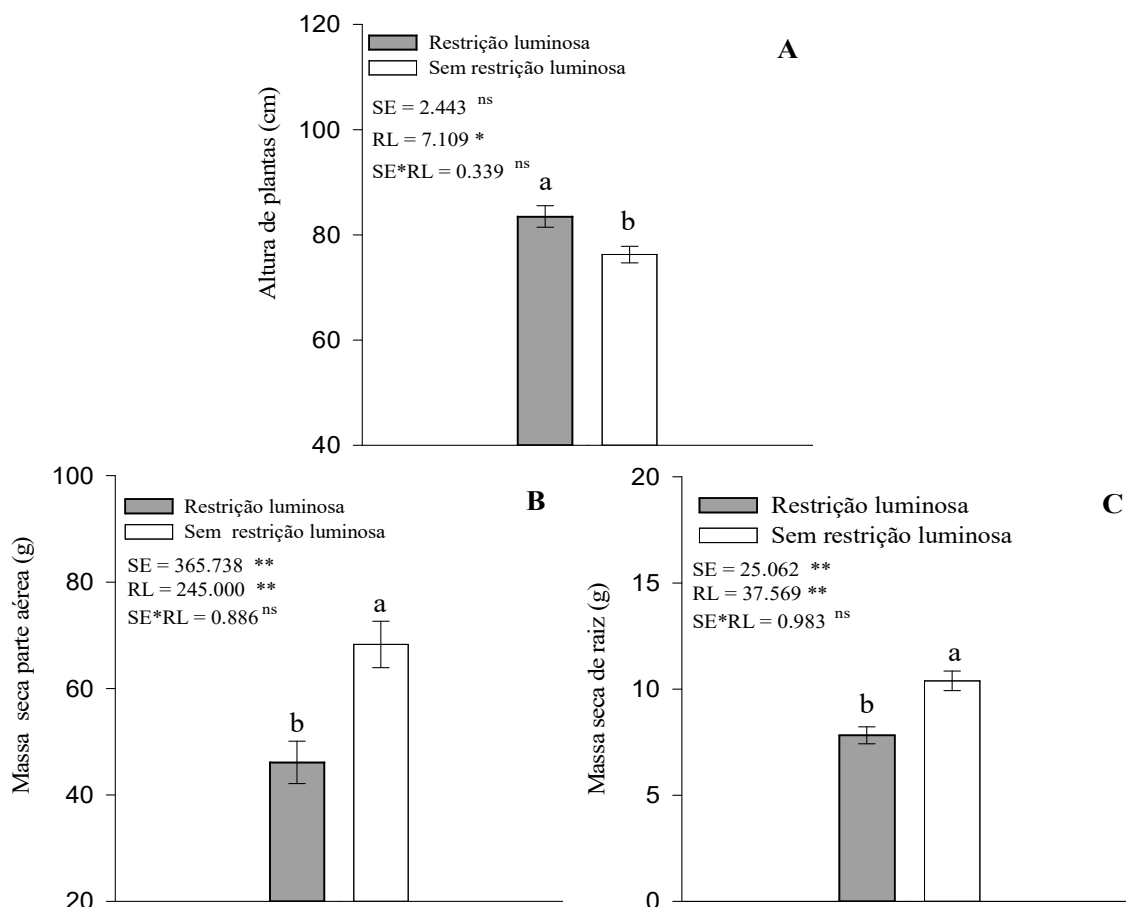 120
Restrição luminosa
A
Sem restrição luminosa
SE = 2.443 ns
100
RL = 7.109 *
SE*RL = 0.339 ns
a
b
80
60
40
Altura de plantas (cm)
100
Restrição luminosa
B
Sem restrição luminosa
SE = 365.738 **
80
RL = 245.000 **
SE*RL = 0.886 ns
a
60
b
40
20
Massa seca parte aérea (g)
20
Restrição luminosa
C
Sem restrição luminosa
SE = 25.062 **
15
RL = 37.569 **
SE*RL = 0.983 ns
a
10
b
5
0
Massa seca de raiz (g)